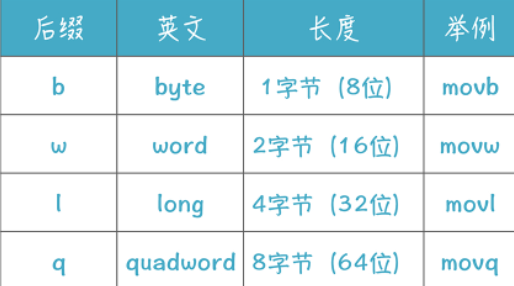 后缀 英文 长度 举例
b byte 1字节（8位） movb
w word 2字节（16位） movw
l long 4字节（32位） movl
q quadword 8字节（64位） movq